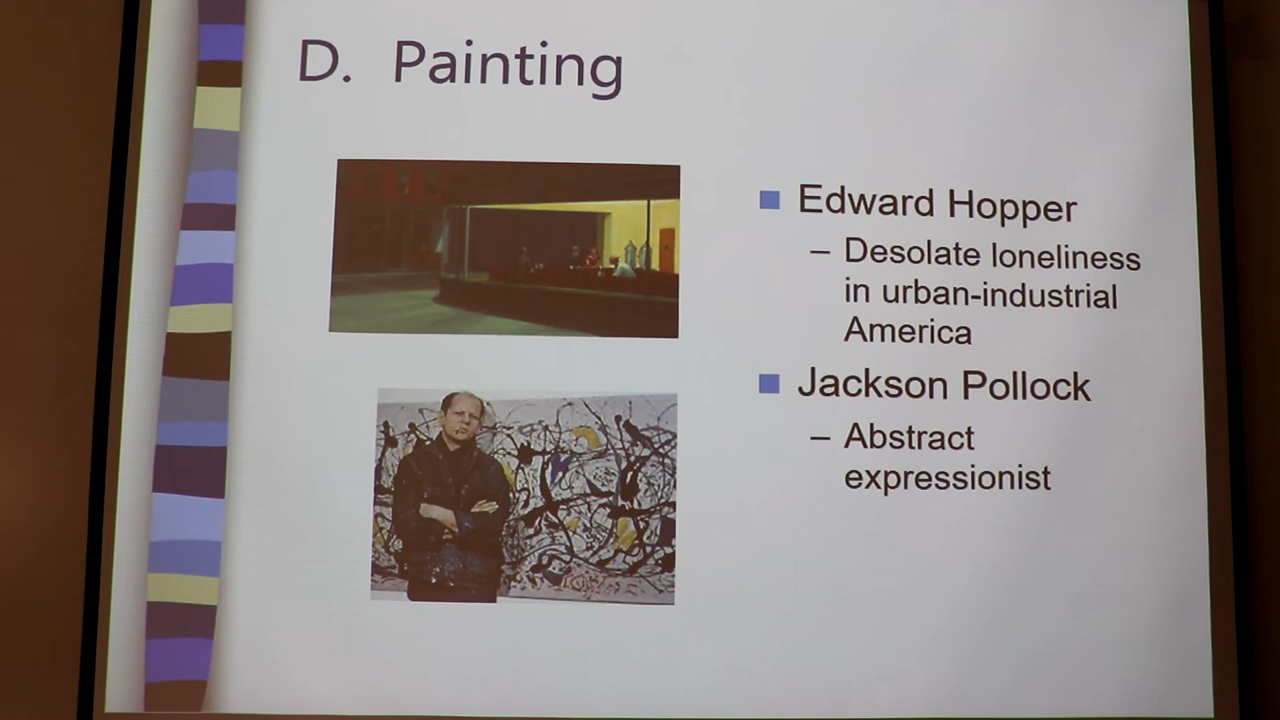 D. Painting
Edward Hopper
– Desolate loneliness
in urban-industrial
America
Jackson Pollock
– Abstract
expressionist